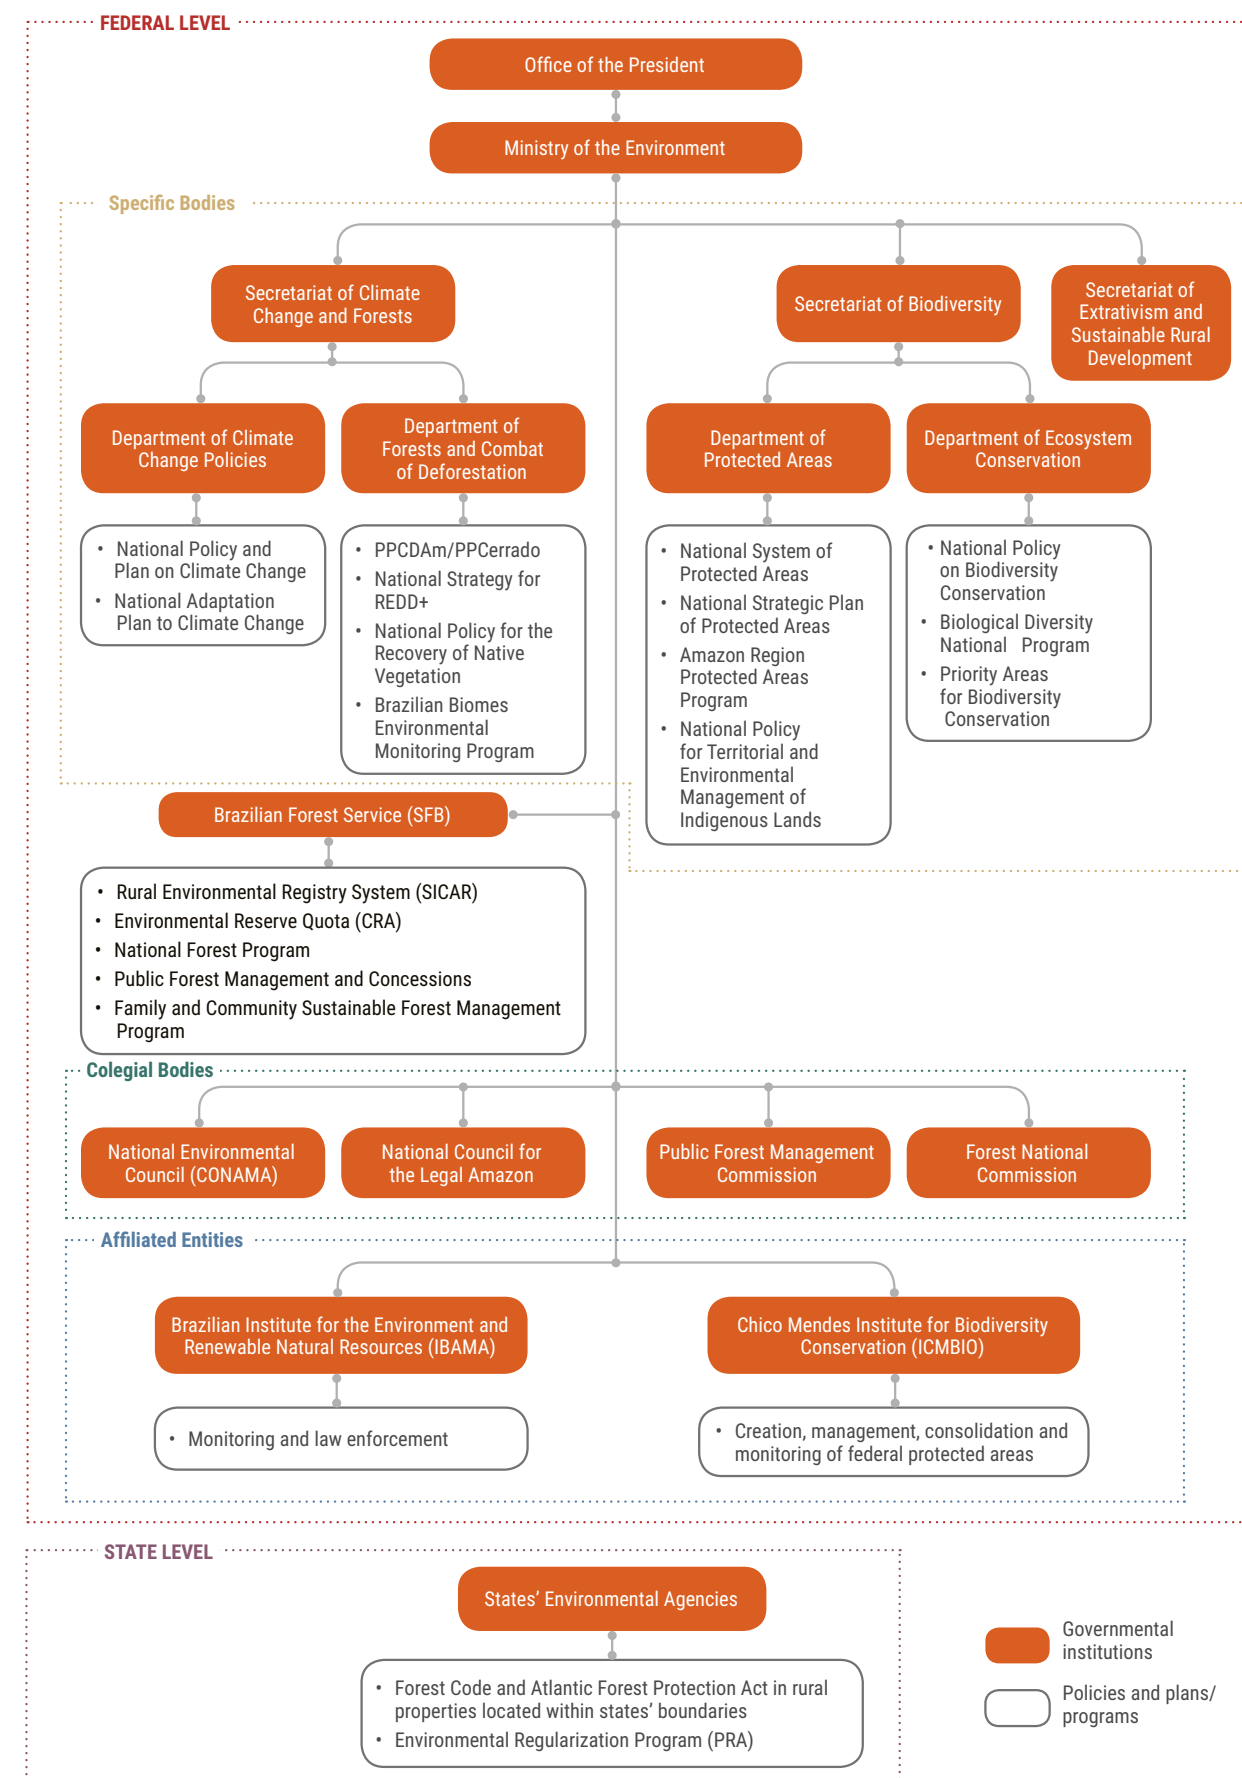 FEDERAL LEVEL
Office of the President
Ministry of the Environment
Specific Bodies
Secretariat of Climate
Change and Forests
Secretariat of Biodiversity
Secretariat of
Extrativism and
Sustainable Rural
Development
Department of Climate
Change Policies
Department of
Forests and Combat
of Deforestation
Department of
Protected Areas
Department of Ecosystem
Conservation
• National Policy and
Plan on Climate Change
• National Adaptation
Plan to Climate Change
• PPCDAm/PPCerrado
• National Strategy for
REDD+
• National Policy for the
Recovery of Native
Vegetation
• Brazilian Biomes
Environmental
Monitoring Program
• National System of
Protected Areas
• National Strategic Plan
of Protected Areas
• Amazon Region
Protected Areas
Program
• National Policy
for Territorial and
Environmental
Management of
Indigenous Lands
• National Policy
on Biodiversity
Conservation
• Biological Diversity
National Program
• Priority Areas
for Biodiversity
Conservation
Brazilian Forest Service (SFB)
• Rural Environmental Registry System (SICAR)
• Environmental Reserve Quota (CRA)
• National Forest Program
• Public Forest Management and Concessions
• Family and Community Sustainable Forest Management
Program
Colegial Bodies
National Environmental
Council (CONAMA)
National Council for
the Legal Amazon
Public Forest Management
Commission
Forest National
Commission
Affiliated Entities
Brazilian Institute for the Environment and
Renewable Natural Resources (IBAMA)
Chico Mendes Institute for Biodiversity
Conservation (ICMBIO)
• Monitoring and law enforcement
• Creation, management, consolidation and
monitoring of federal protected areas
STATE LEVEL
States’ Environmental Agencies
• Forest Code and Atlantic Forest Protection Act in rural
properties located within states’ boundaries
• Environmental Regularization Program (PRA)
Governmental
institutions
Policies and plans/
programs